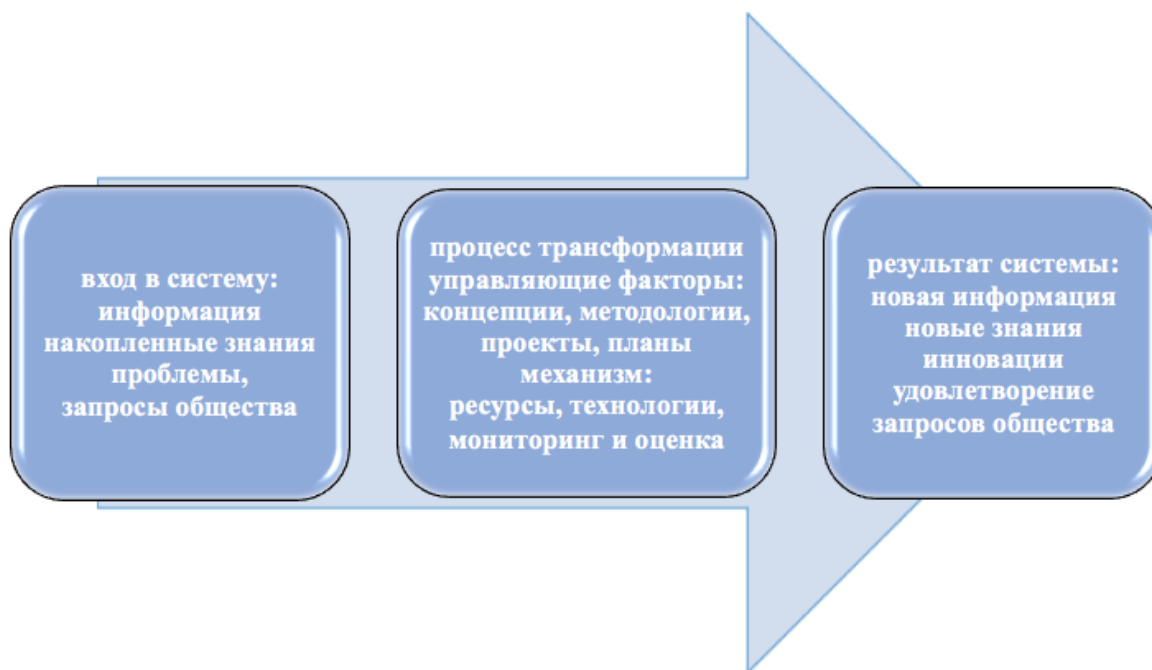 вход в систему:
информация
накопленные знания
проблемы,
запросы общества
процесс трансформации
управляющие факторы:
концепции, методологии,
проекты, планы
механизм:
ресурсы, технологии,
мониторинг и оценка
результат системы:
новая информация
новые знания
инновации
удовлетворение
запросов общества